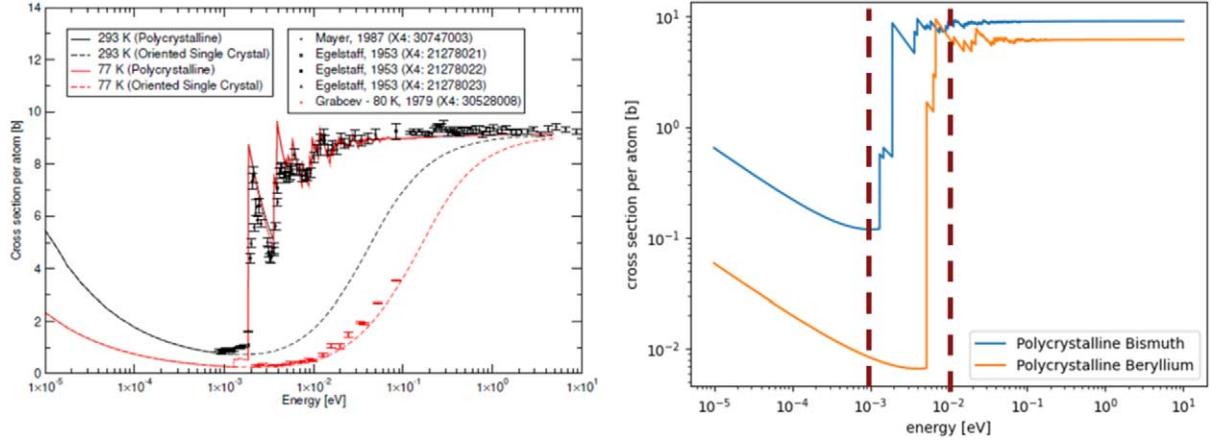 14
12
10
8
6
4
2
0
Cross section per atom [b]
293 K (Polycrystalline)
293 K (Oriented Single Crystal)
77 K (Polycrystalline)
77 K (Oriented Single Crystal)
Mayer, 1987 (X4: 30747003)
Egelstaff, 1953 (X4: 21278021)
Egelstaff, 1953 (X4: 21278022)
Egelstaff, 1953 (X4: 21278023)
Grabcev - 80 K, 1979 (X4: 30528008)
1×10⁻⁵ 1×10⁻⁴ 1×10⁻³ 1×10⁻² 1×10⁻¹ 1×10⁰ 1×10¹
Energy [eV]
10¹
10⁰
10⁻¹
10⁻²
cross section per atom [b]
Polycrystalline Bismuth
Polycrystalline Beryllium
10⁻⁵ 10⁻⁴ 10⁻³ 10⁻² 10⁻¹ 10⁰ 10¹
energy [eV]